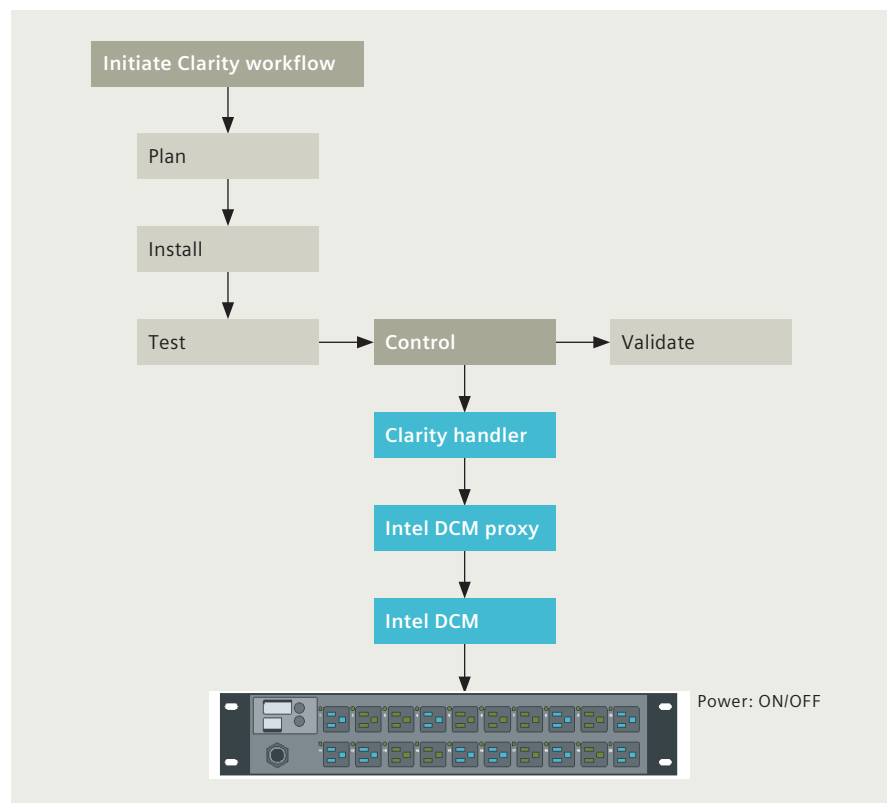 Initiate Clarity workflow
Plan
Install
Test
Control
Validate
Clarity handler
Intel DCM proxy
Intel DCM
Power: ON/OFF